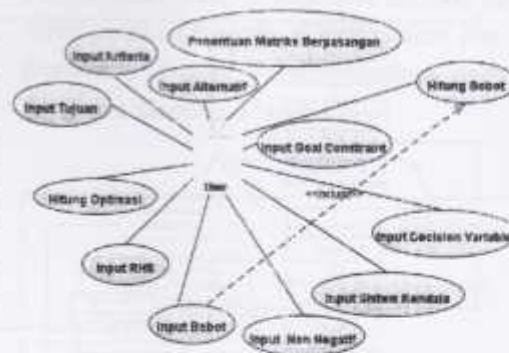 Penentuan Matriks Berpasangan
Input Kriteria
Input Alternatif
Hitung Bobot
Input Tujuan
Input Goal Constraint
User
Hitung Optimasi
<<include>>
Input Decision Variable
Input RHS
Input Sistem Kendala
Input Bobot
Input Non Negatif